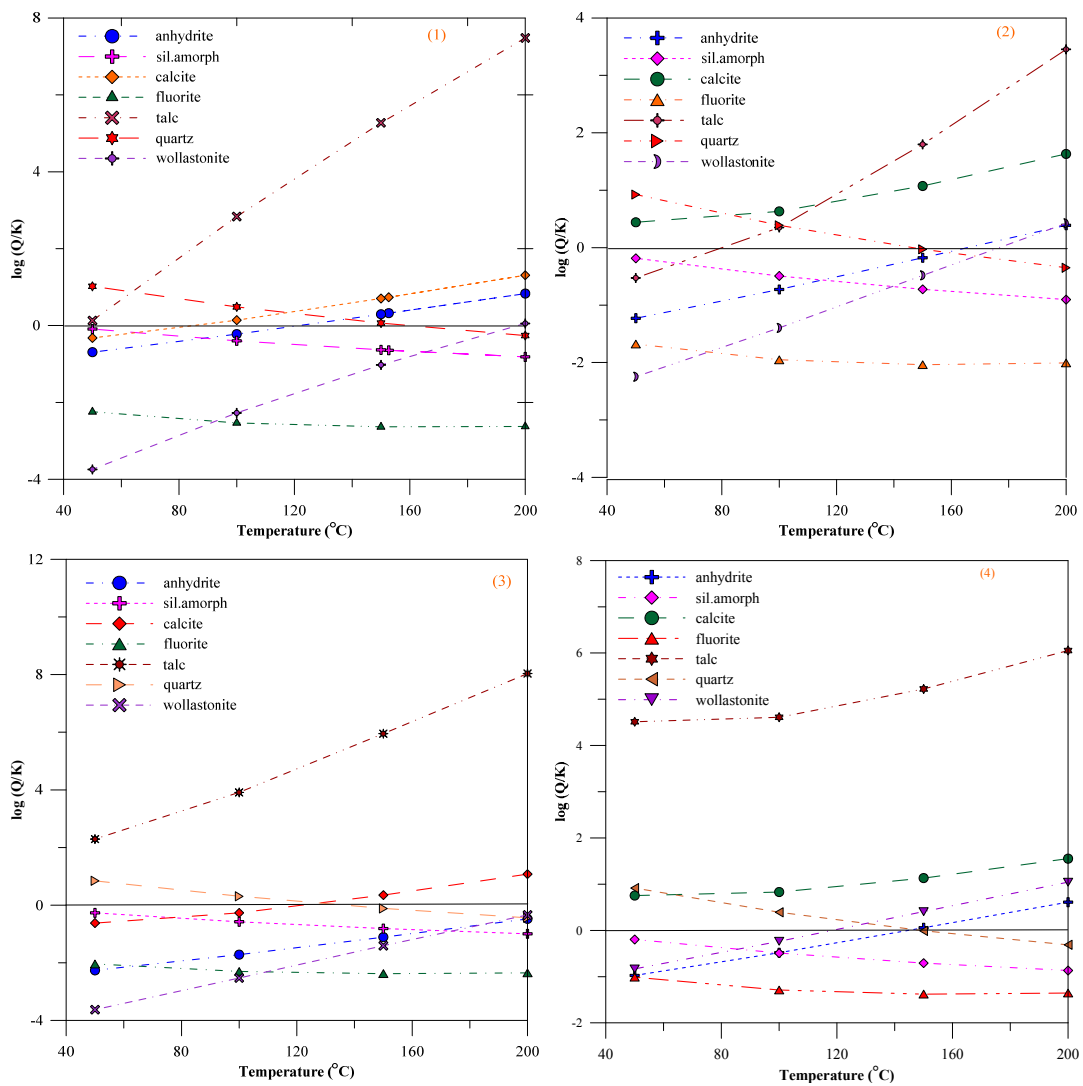 (1)
anhydrite
sil.amorph
calcite
fluorite
talc
quartz
wollastonite
8
4
0
-4
log (Q/K)
40
80
120
160
200
Temperature (°C)
(2)
anhydrite
sil.amorph
calcite
fluorite
talc
quartz
wollastonite
4
2
0
-2
-4
log (Q/K)
40
80
120
160
200
Temperature (°C)
(3)
anhydrite
sil.amorph
calcite
fluorite
talc
quartz
wollastonite
12
8
4
0
-4
log (Q/K)
40
80
120
160
200
Temperature (°C)
(4)
anhydrite
sil.amorph
calcite
fluorite
talc
quartz
wollastonite
8
6
4
2
0
-2
log (Q/K)
40
80
120
160
200
Temperature (°C)